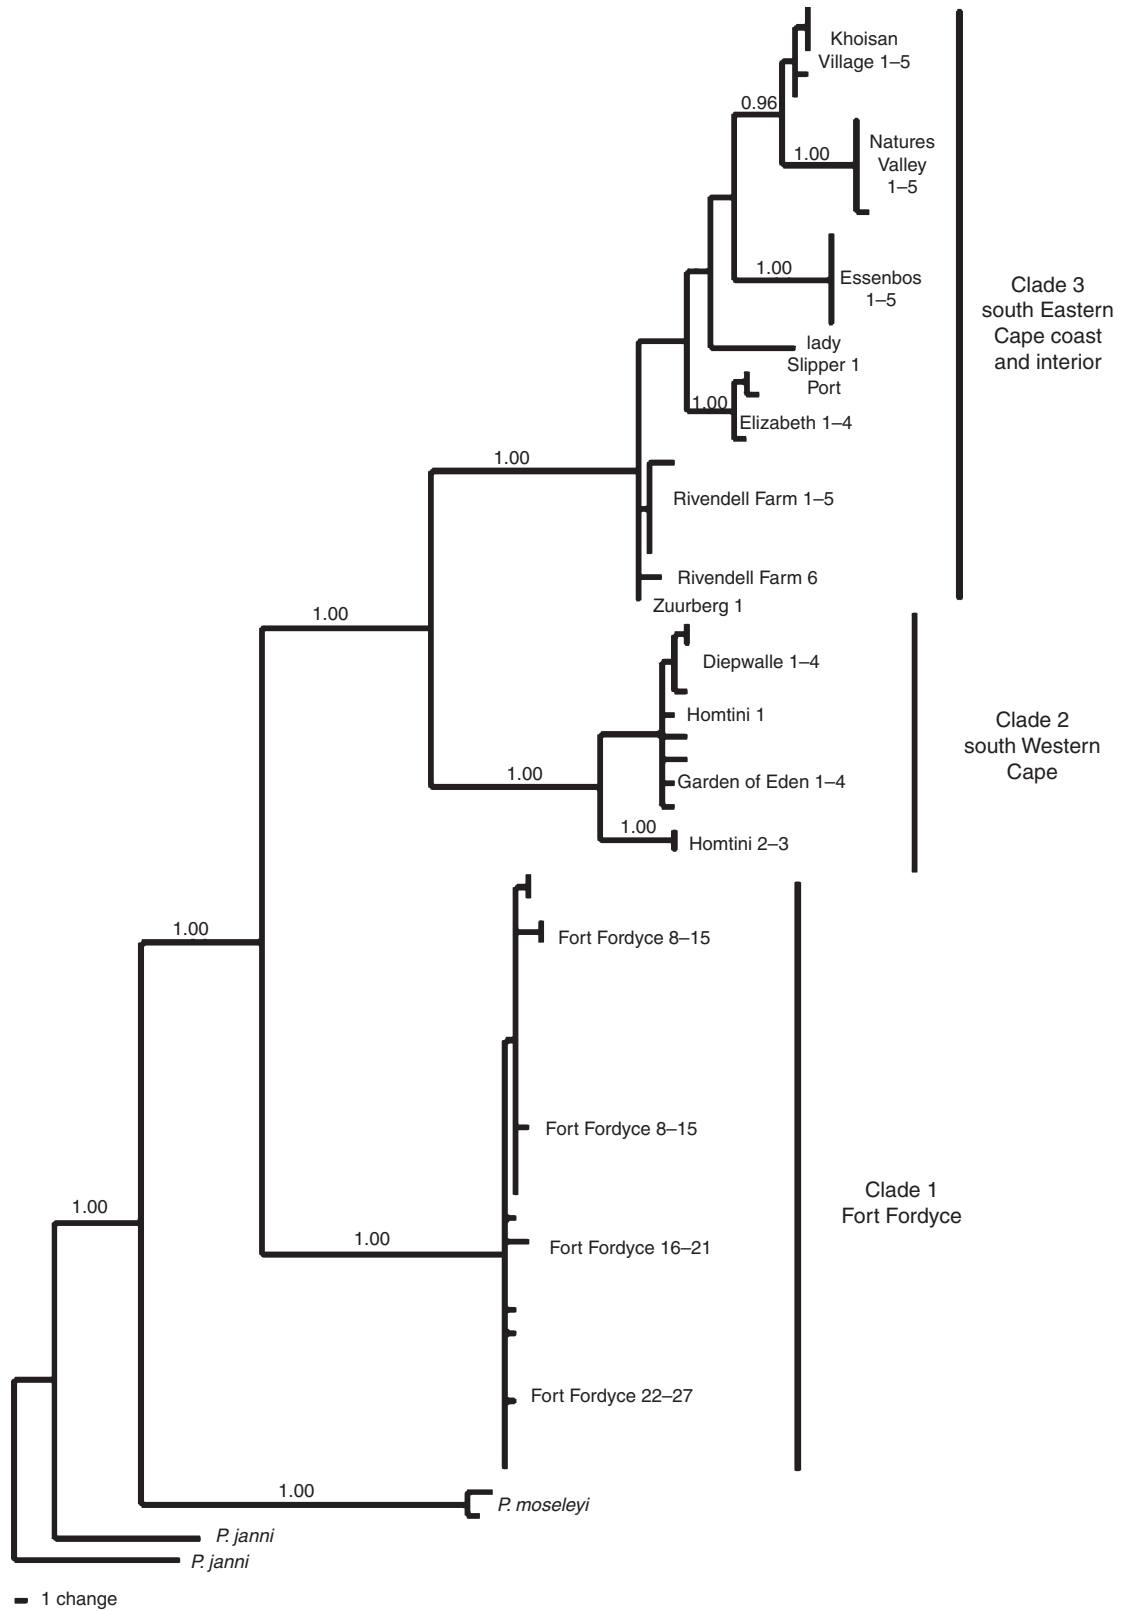 Khoisan
Village 1–5
0.96
Natures
Valley
1–5
1.00
1.00
Essenbos
1–5
Clade 3
south Eastern
Cape coast
and interior
lady
Slipper 1
Port
1.00
Elizabeth 1–4
1.00
Rivendell Farm 1–5
Rivendell Farm 6
Zuurberg 1
1.00
Diepwalle 1–4
Homtini 1
Clade 2
south Western
Cape
1.00
Garden of Eden 1–4
1.00
Homtini 2–3
1.00
Fort Fordyce 8–15
Fort Fordyce 8–15
Clade 1
Fort Fordyce
1.00
1.00
Fort Fordyce 16–21
Fort Fordyce 22–27
1.00
P. moseleyi
P. janni
P. janni
1 change